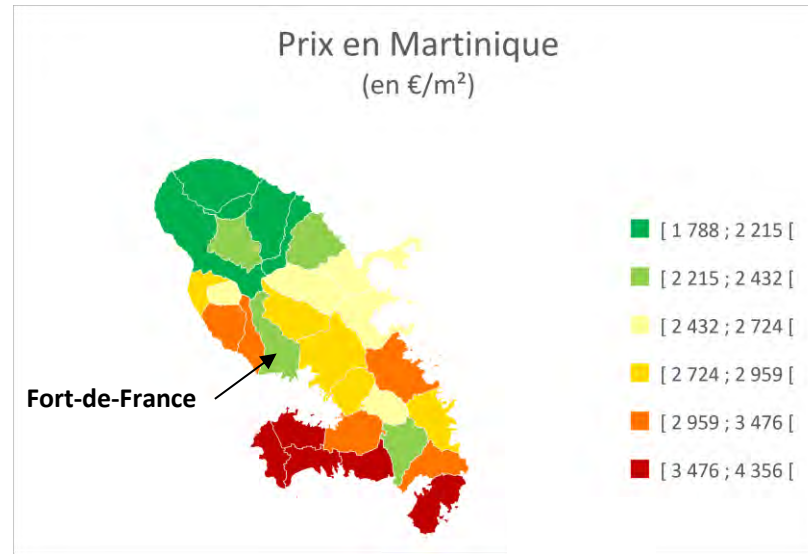 Prix en Martinique
(en €/m²)
[ 1 788 ; 2 215 [
[ 2 215 ; 2 432 [
[ 2 432 ; 2 724 [
[ 2 724 ; 2 959 [
[ 2 959 ; 3 476 [
[ 3 476 ; 4 356 [
Fort-de-France